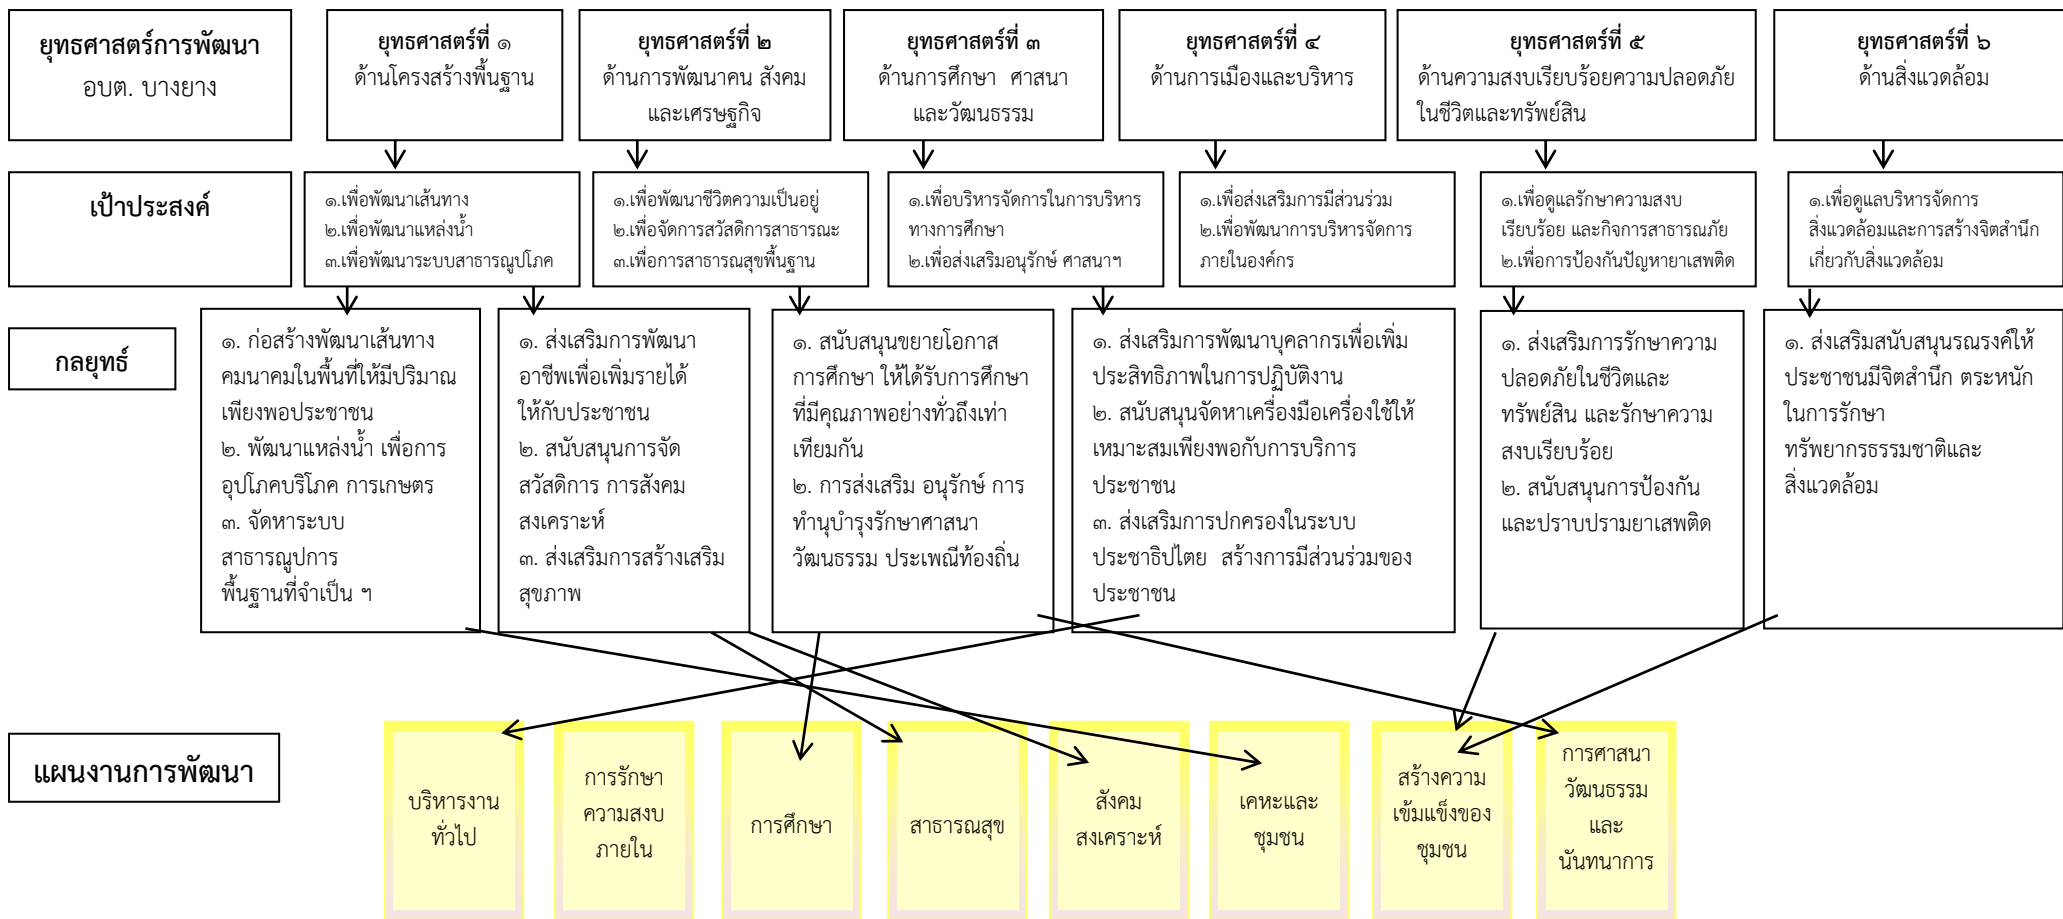 ยุทธศาสตร์การพัฒนา
อบต. บางยาง
ยุทธศาสตร์ที่ ๑
ด้านโครงสร้างพื้นฐาน
ยุทธศาสตร์ที่ ๒
ด้านการพัฒนาคน สังคม
และเศรษฐกิจ
ยุทธศาสตร์ที่ ๓
ด้านการศึกษา ศาสนา
และวัฒนธรรม
ยุทธศาสตร์ที่ ๔
ด้านการเมืองและบริหาร
ยุทธศาสตร์ที่ ๕
ด้านความสงบเรียบร้อยความปลอดภัย
ในชีวิตและทรัพย์สิน
ยุทธศาสตร์ที่ ๖
ด้านสิ่งแวดล้อม
เป้าประสงค์
๑.เพื่อพัฒนาเส้นทาง
๒.เพื่อพัฒนาแหล่งน้ำ
๓.เพื่อพัฒนาระบบสาธารณูปโภค
๑.เพื่อพัฒนาชีวิตความเป็นอยู่
๒.เพื่อจัดการสวัสดิการสาธารณะ
๓.เพื่อการสาธารณสุขพื้นฐาน
๑.เพื่อบริหารจัดการในการบริหาร
ทางการศึกษา
๒.เพื่อส่งเสริมอนุรักษ์ ศาสนาฯ
๑.เพื่อส่งเสริมการมีส่วนร่วม
๒.เพื่อพัฒนาการบริหารจัดการ
ภายในองค์กร
๑.เพื่อดูแลรักษาความสงบ
เรียบร้อย และกิจการสาธารณภัย
๒.เพื่อการป้องกันปัญหายาเสพติด
๑.เพื่อดูแลบริหารจัดการ
สิ่งแวดล้อมและการสร้างจิตสำนึก
เกี่ยวกับสิ่งแวดล้อม
กลยุทธ์
๑. ก่อสร้างพัฒนาเส้นทาง
คมนาคมในพื้นที่ให้มีปริมาณ
เพียงพอประชาชน
๒. พัฒนาแหล่งน้ำ เพื่อการ
อุปโภคบริโภค การเกษตร
๓. จัดหาระบบ
สาธารณูปการ
พื้นฐานที่จำเป็น ฯ
๑. ส่งเสริมการพัฒนา
อาชีพเพื่อเพิ่มรายได้
ให้กับประชาชน
๒. สนับสนุนการจัด
สวัสดิการ การสังคม
สงเคราะห์
๓. ส่งเสริมการสร้างเสริม
สุขภาพ
๑. สนับสนุนขยายโอกาส
การศึกษา ให้ได้รับการศึกษา
ที่มีคุณภาพอย่างทั่วถึงเท่า
เทียมกัน
๒. การส่งเสริม อนุรักษ์ การ
ทำนุบำรุงรักษาศาสนา
วัฒนธรรม ประเพณีท้องถิ่น
๑. ส่งเสริมการพัฒนาบุคลากรเพื่อเพิ่ม
ประสิทธิภาพในการปฏิบัติงาน
๒. สนับสนุนจัดหาเครื่องมือเครื่องใช้ให้
เหมาะสมเพียงพอกับการบริการ
ประชาชน
๓. ส่งเสริมการปกครองในระบบ
ประชาธิปไตย สร้างการมีส่วนร่วมของ
ประชาชน
๑. ส่งเสริมการรักษาความ
ปลอดภัยในชีวิตและ
ทรัพย์สิน และรักษาความ
สงบเรียบร้อย
๒. สนับสนุนการป้องกัน
และปราบปรามยาเสพติด
๑. ส่งเสริมสนับสนุนรณรงค์ให้
ประชาชนมีจิตสำนึก ตระหนัก
ในการรักษา
ทรัพยากรธรรมชาติและ
สิ่งแวดล้อม
แผนงานการพัฒนา
บริหารงาน
ทั่วไป
การรักษา
ความสงบ
ภายใน
การศึกษา
สาธารณสุข
สังคม
สงเคราะห์
เคหะและ
ชุมชน
สร้างความ
เข้มแข็งของ
ชุมชน
การศาสนา
วัฒนธรรม
และ
นันทนาการ